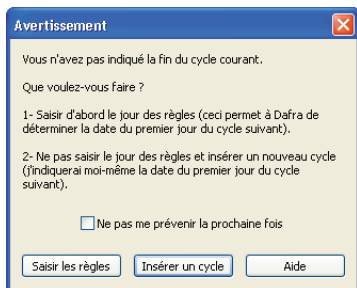 Avertissement
Vous n'avez pas indiqué la fin du cycle courant.
Que voulez-vous faire ?
1- Saisir d'abord le jour des règles (ceci permet à Dafra de
déterminer la date du premier jour du cycle suivant).
2- Ne pas saisir le jour des règles et insérer un nouveau cycle
(j'indiquerai moi-même la date du premier jour du cycle
suivant).
Ne pas me prévenir la prochaine fois
Saisir les règles Insérer un cycle Aide